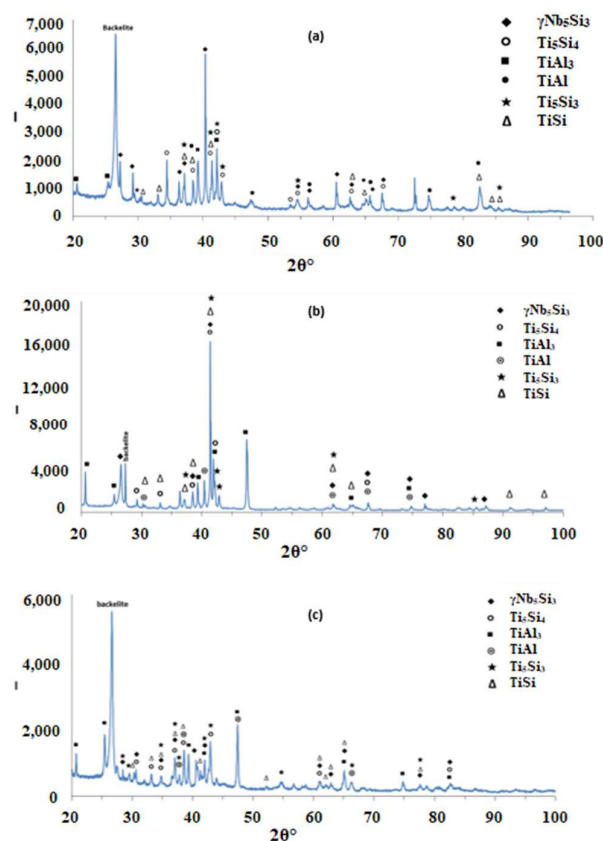 (a)
Backelite
7,000
6,000
5,000
4,000
3,000
2,000
1,000
0
I
20 30 40 50 60 70 80 90 100
2θ°
◆ γNb₅Si₃
○ Ti₅Si₄
■ TiAl₃
● TiAl
★ Ti₅Si₃
△ TiSi
(b)
backelite
20,000
16,000
12,000
8,000
4,000
0
I
20 30 40 50 60 70 80 90 100
2θ°
◆ γNb₅Si₃
○ Ti₅Si₄
■ TiAl₃
◎ TiAl
★ Ti₅Si₃
△ TiSi
(c)
backelite
6,000
4,000
2,000
0
I
20 30 40 50 60 70 80 90 100
2θ°
◆ γNb₅Si₃
○ Ti₅Si₄
■ TiAl₃
◎ TiAl
★ Ti₅Si₃
△ TiSi